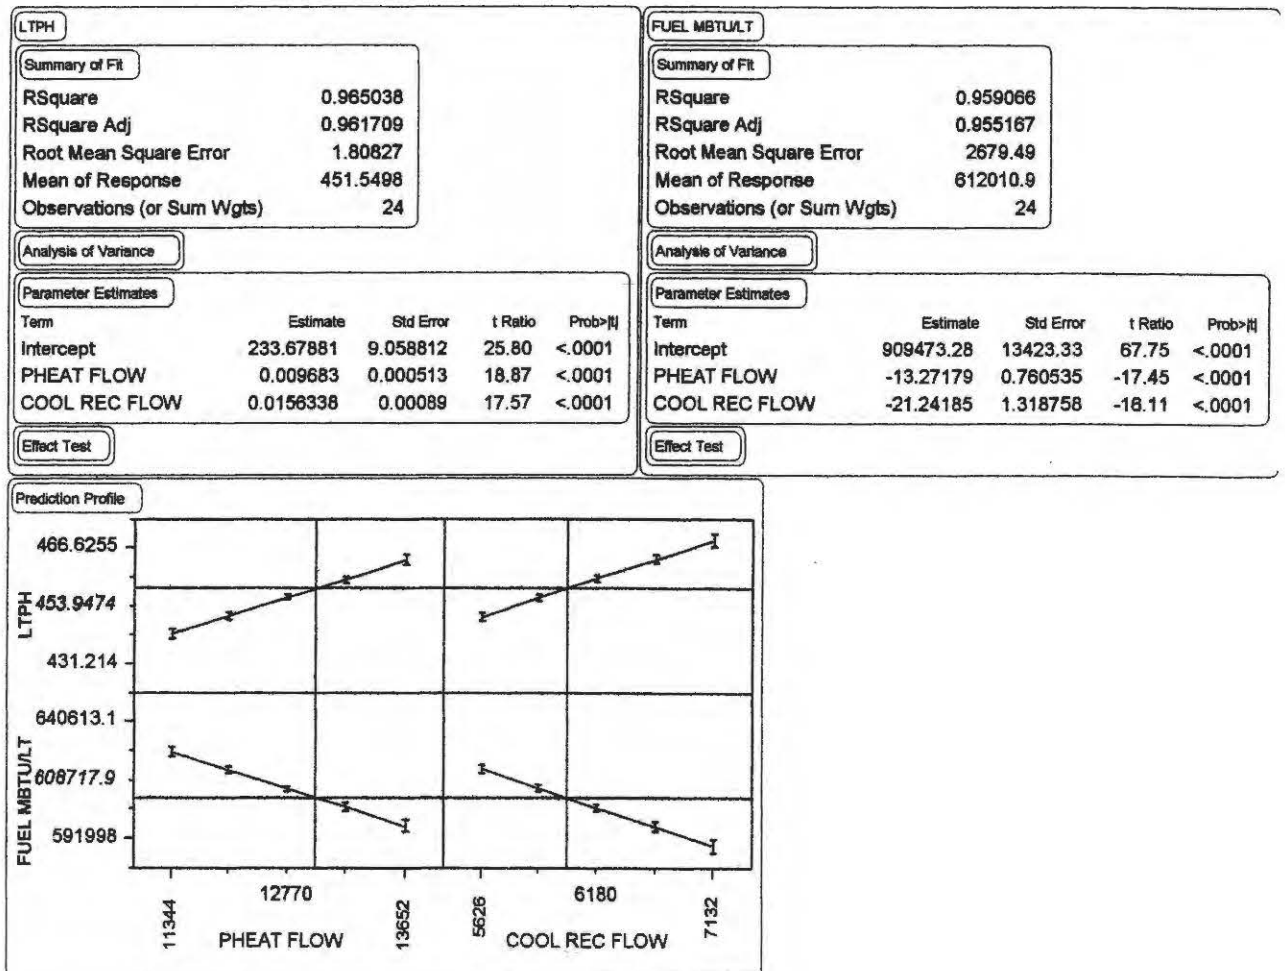 LTPH
Summary of Fit
RSquare 0.965038
RSquare Adj 0.961709
Root Mean Square Error 1.80827
Mean of Response 451.5498
Observations (or Sum Wgts) 24
Analysis of Variance
Parameter Estimates
Term Estimate Std Error t Ratio Prob>|t|
Intercept 233.67881 9.058812 25.80 <.0001
PHEAT FLOW 0.009683 0.000513 18.87 <.0001
COOL REC FLOW 0.0156338 0.00089 17.57 <.0001
Effect Test
FUEL MBTU/LT
Summary of Fit
RSquare 0.959066
RSquare Adj 0.955167
Root Mean Square Error 2679.49
Mean of Response 612010.9
Observations (or Sum Wgts) 24
Analysis of Variance
Parameter Estimates
Term Estimate Std Error t Ratio Prob>|t|
Intercept 909473.28 13423.33 67.75 <.0001
PHEAT FLOW -13.27179 0.760535 -17.45 <.0001
COOL REC FLOW -21.24185 1.318758 -16.11 <.0001
Effect Test
Prediction Profile
LTPH
466.6255
453.9474
431.214
FUEL MBTU/LT
640613.1
608717.9
591998
11344
12770
13652
PHEAT FLOW
5626
6180
7132
COOL REC FLOW